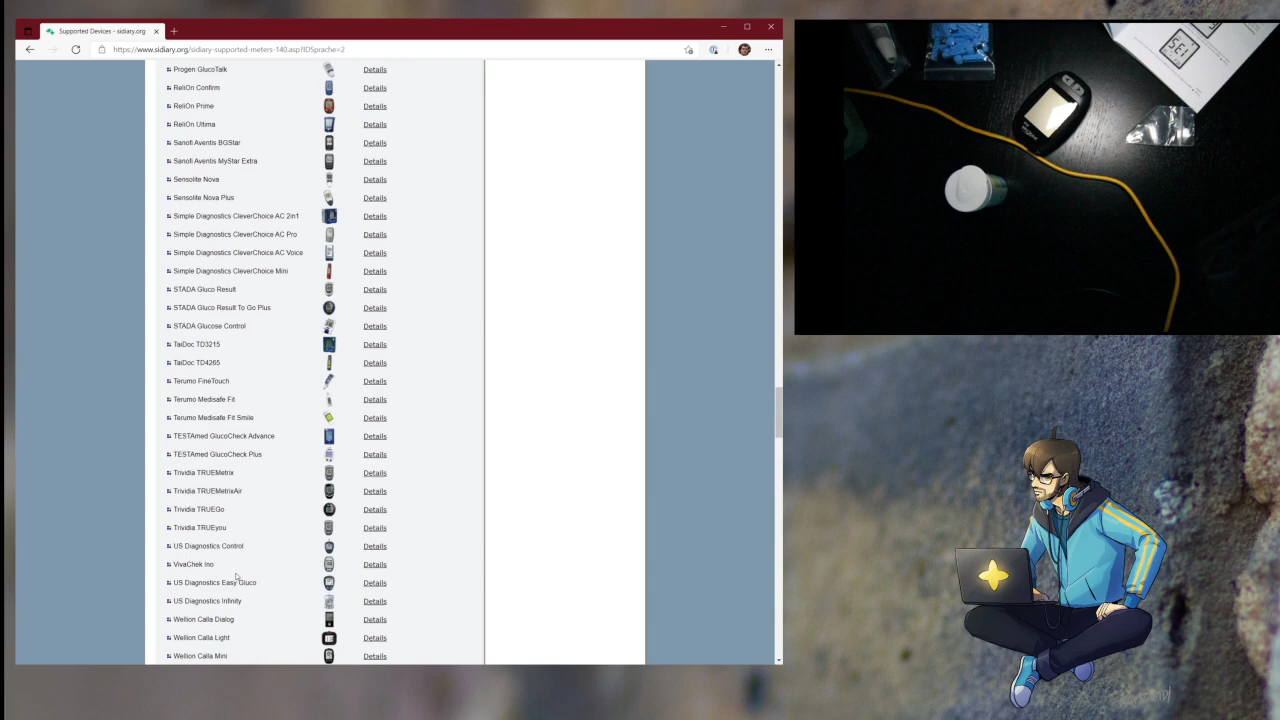 Supported Devices - sidiary.org
https://www.sidiary.org/sidiary-supported-meters-140.asp?IDSprache=2
Progen GlucoTalk Details
ReliOn Confirm Details
ReliOn Prime Details
ReliOn Ultima Details
Sanofi Aventis BGStar Details
Sanofi Aventis MyStar Extra Details
Sensolite Nova Details
Sensolite Nova Plus Details
Simple Diagnostics CleverChoice AC 2in1 Details
Simple Diagnostics CleverChoice AC Pro Details
Simple Diagnostics CleverChoice AC Voice Details
Simple Diagnostics CleverChoice Mini Details
STADA Gluco Result Details
STADA Gluco Result To Go Plus Details
STADA Glucose Control Details
TaiDoc TD3215 Details
TaiDoc TD4265 Details
Terumo FineTouch Details
Terumo Medisafe Fit Details
Terumo Medisafe Fit Smile Details
TESTAmed GlucoCheck Advance Details
TESTAmed GlucoCheck Plus Details
Trividia TRUEMetrix Details
Trividia TRUEMetrixAir Details
Trividia TRUEGo Details
Trividia TRUEyou Details
US Diagnostics Control Details
VivaChek Ino Details
US Diagnostics Easy Gluco Details
US Diagnostics Infinity Details
Wellion Calla Dialog Details
Wellion Calla Light Details
Wellion Calla Mini Details